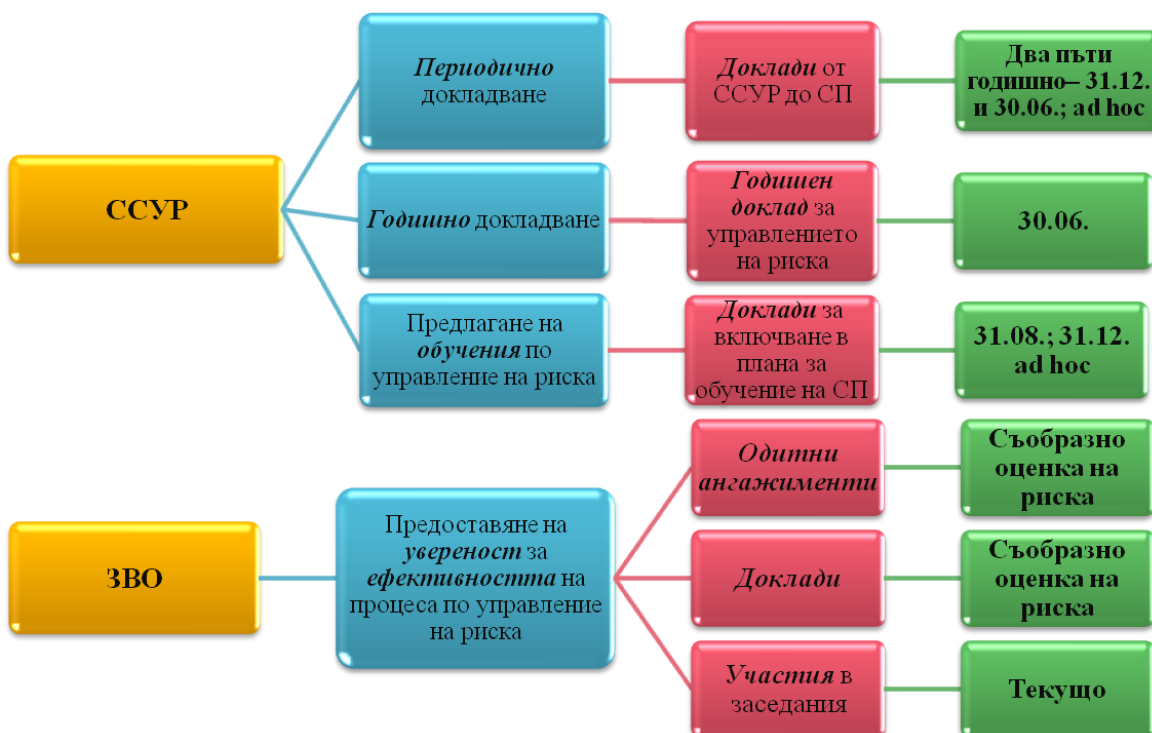 ССУР
Периодично
докладване
Доклади от
ССУР до СП
Два пъти
годишно– 31.12.
и 30.06.; ad hoc
Годишно докладване
Годишен
доклад за
управлението
на риска
30.06.
Предлагане на
обучения по
управление на риска
Доклади за
включване в
плана за
обучение на СП
31.08.; 31.12.
ad hoc
ЗВО
Предоставяне на
увереност за
ефективността на
процеса по управление
на риска
Одитни
ангажименти
Съобразно
оценка на
риска
Доклади
Съобразно
оценка на
риска
Участия в
заседания
Текущо